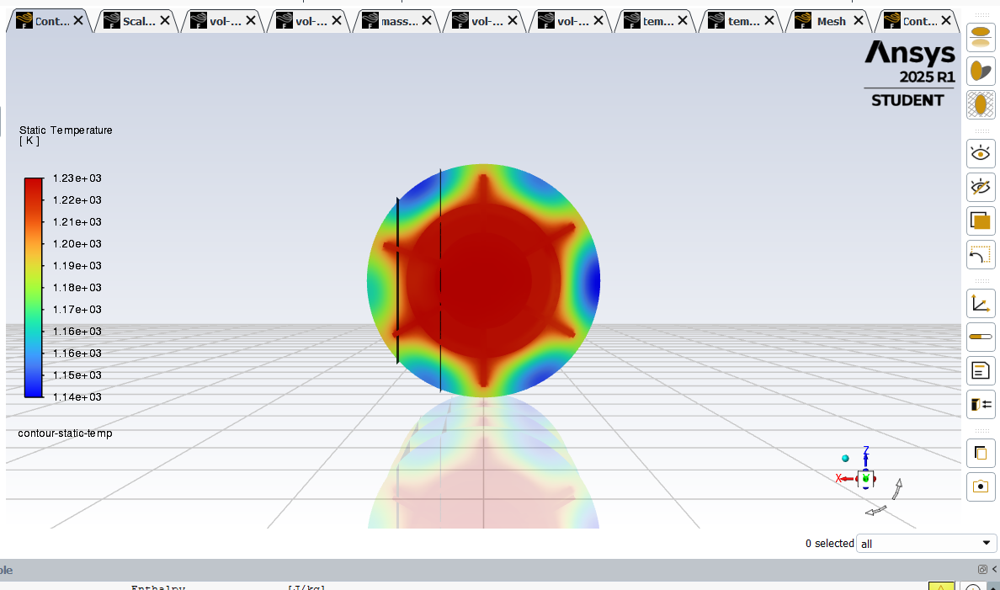 Cont... Scal... vol-... vol-... mass... vol-... vol-... tem... tem... Mesh Cont...
Ansys
2025 R1
STUDENT
Static Temperature
[ K ]
1.23e+03
1.22e+03
1.21e+03
1.20e+03
1.19e+03
1.18e+03
1.17e+03
1.16e+03
1.16e+03
1.15e+03
1.14e+03
contour-static-temp
Z
X
0 selected all
ole
Enthalpy [J/kg]